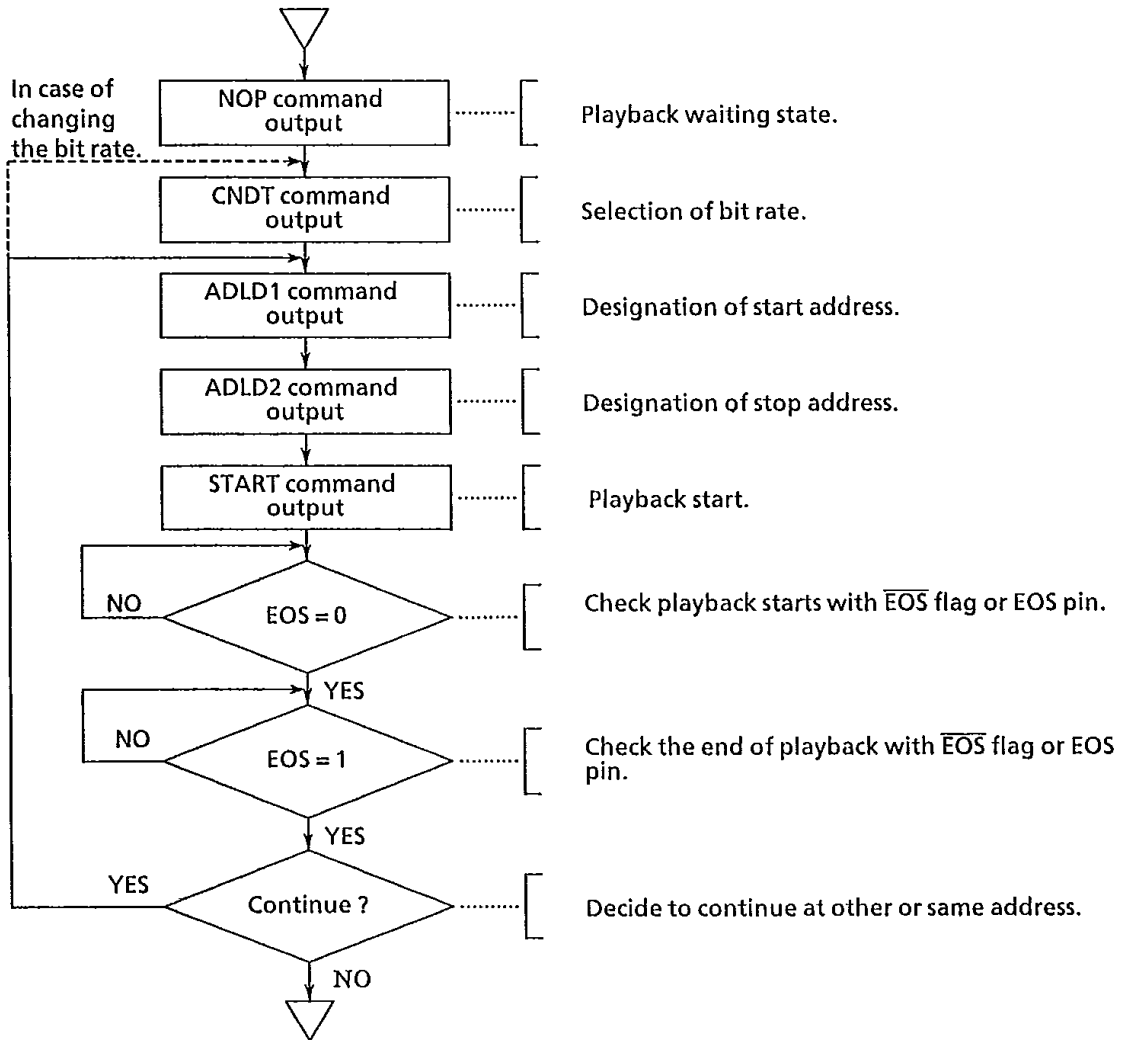 In case of
changing
the bit rate.
NOP command
output
Playback waiting state.
CNDT command
output
Selection of bit rate.
ADLD1 command
output
Designation of start address.
ADLD2 command
output
Designation of stop address.
START command
output
Playback start.
NO
EOS = 0
Check playback starts with E̅O̅S̅ flag or EOS pin.
YES
NO
EOS = 1
Check the end of playback with E̅O̅S̅ flag or EOS
pin.
YES
YES
Continue ?
Decide to continue at other or same address.
NO